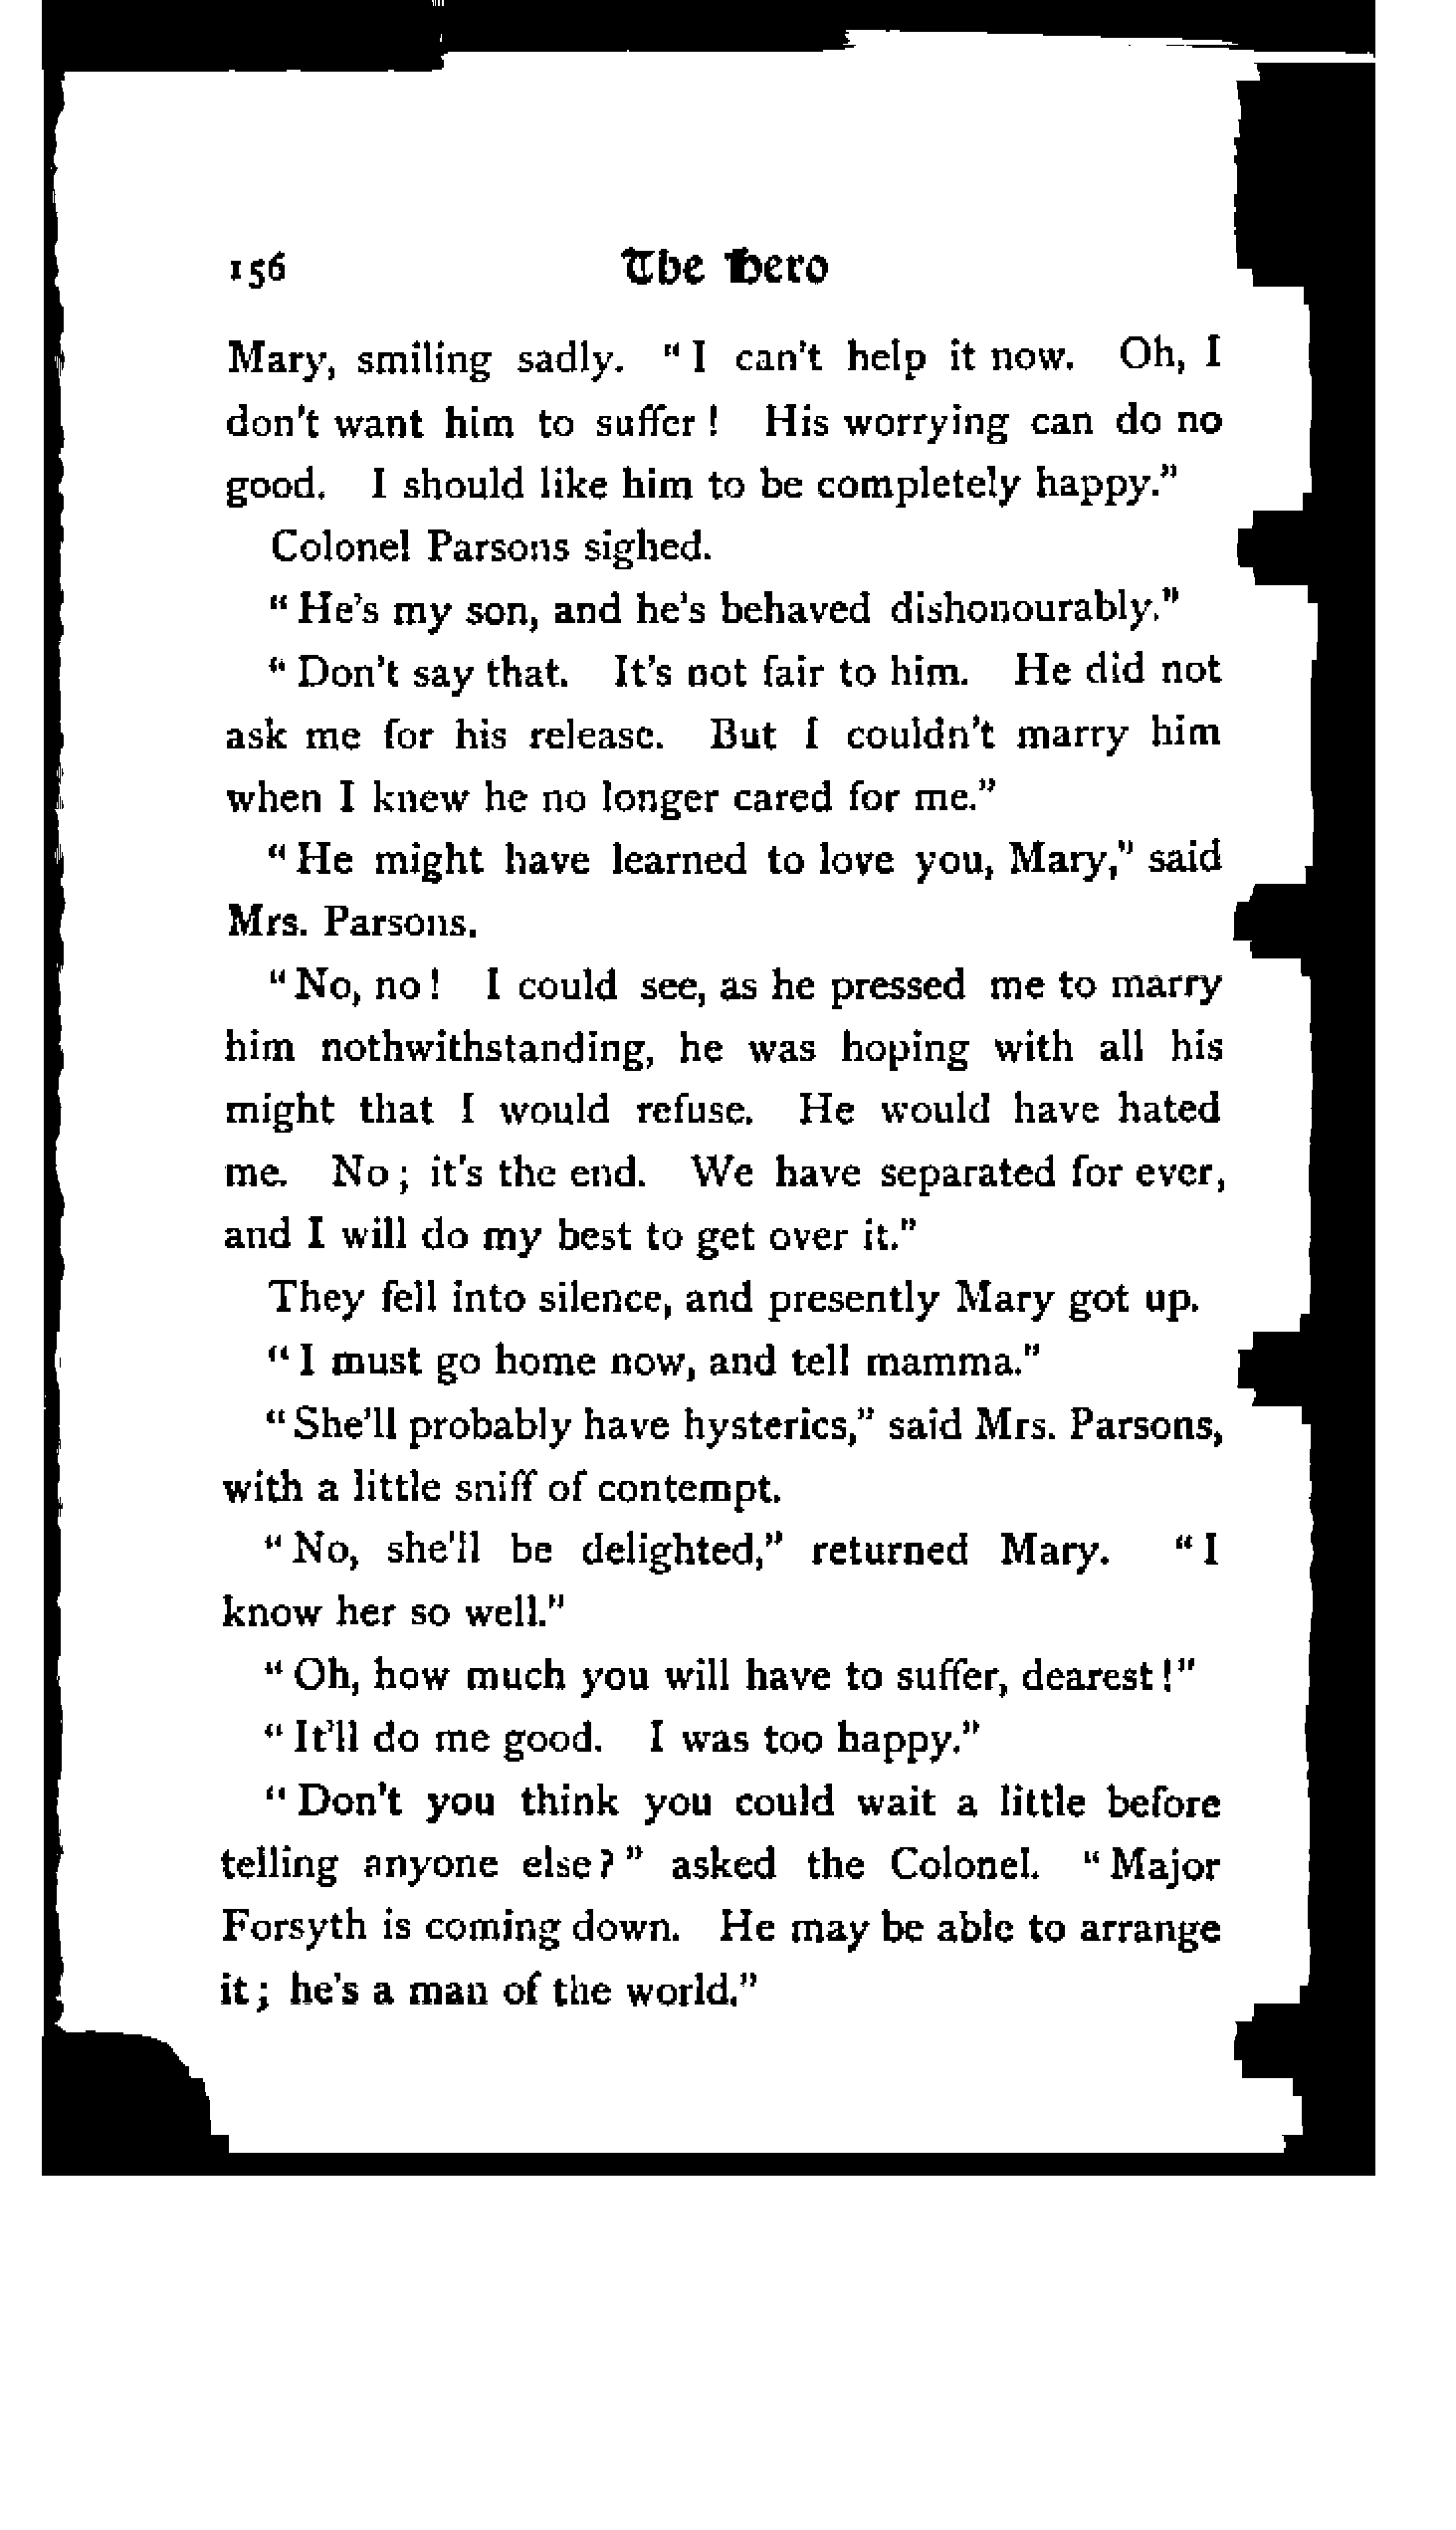 156 The Hero
Mary, smiling sadly. "I can't help it now. Oh, I
don't want him to suffer! His worrying can do no
good. I should like him to be completely happy."
Colonel Parsons sighed.
"He's my son, and he's behaved dishonourably."
"Don't say that. It's not fair to him. He did not
ask me for his release. But I couldn't marry him
when I knew he no longer cared for me."
"He might have learned to love you, Mary," said
Mrs. Parsons.
"No, no! I could see, as he pressed me to marry
him nothwithstanding, he was hoping with all his
might that I would refuse. He would have hated
me. No; it's the end. We have separated for ever,
and I will do my best to get over it."
They fell into silence, and presently Mary got up.
"I must go home now, and tell mamma."
"She'll probably have hysterics," said Mrs. Parsons,
with a little sniff of contempt.
"No, she'll be delighted," returned Mary. "I
know her so well."
"Oh, how much you will have to suffer, dearest!"
"It'll do me good. I was too happy."
"Don't you think you could wait a little before
telling anyone else?" asked the Colonel. "Major
Forsyth is coming down. He may be able to arrange
it; he's a man of the world."